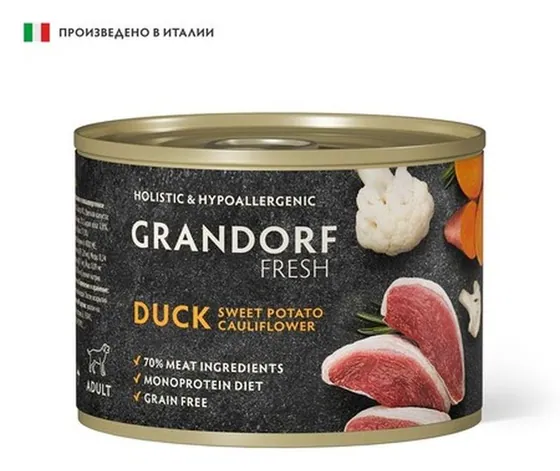 ПРОИЗВЕДЕНО В ИТАЛИИ
HOLISTIC & HYPOALLERGENIC
GRANDORF
FRESH
DUCK SWEET POTATO
CAULIFLOWER
✓ 70% MEAT INGREDIENTS
✓ MONOPROTEIN DIET
✓ GRAIN FREE
ADULT